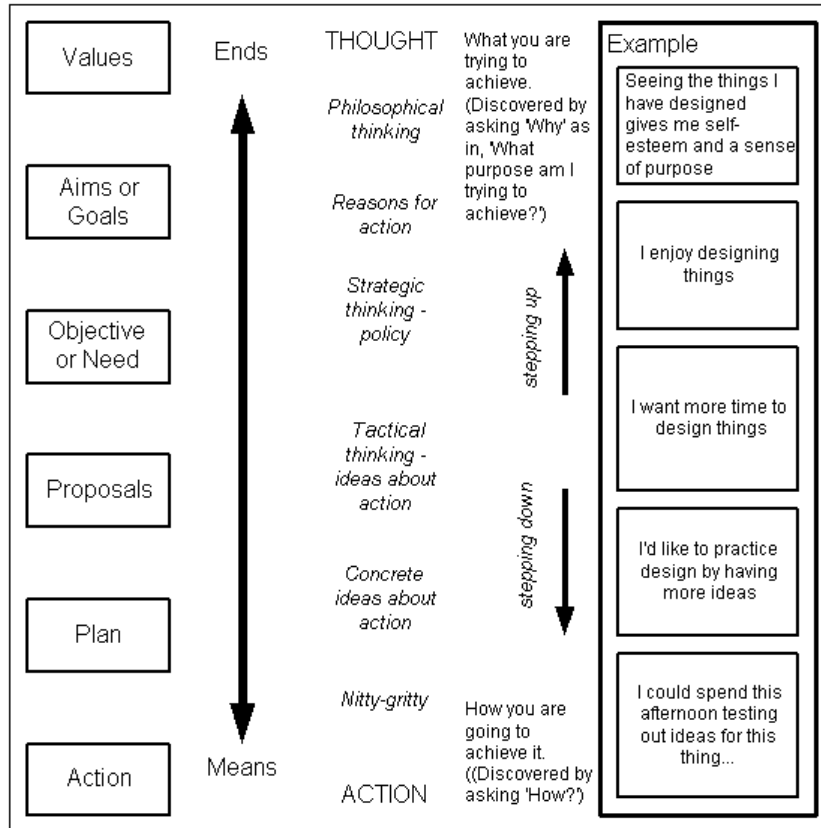 Values
Aims or
Goals
Objective
or Need
Proposals
Plan
Action
Ends
Means
THOUGHT
Philosophical
thinking
Reasons for
action
Strategic
thinking -
policy
Tactical
thinking -
ideas about
action
Concrete
ideas about
action
Nitty-gritty
ACTION
What you are
trying to
achieve.
(Discovered by
asking 'Why' as
in, 'What
purpose am I
trying to
achieve?')
stepping up
stepping down
How you are
going to
achieve it.
((Discovered by
asking 'How?')
Example
Seeing the things I
have designed
gives me self-
esteem and a sense
of purpose
I enjoy designing
things
I want more time to
design things
I'd like to practice
design by having
more ideas
I could spend this
afternoon testing
out ideas for this
thing...